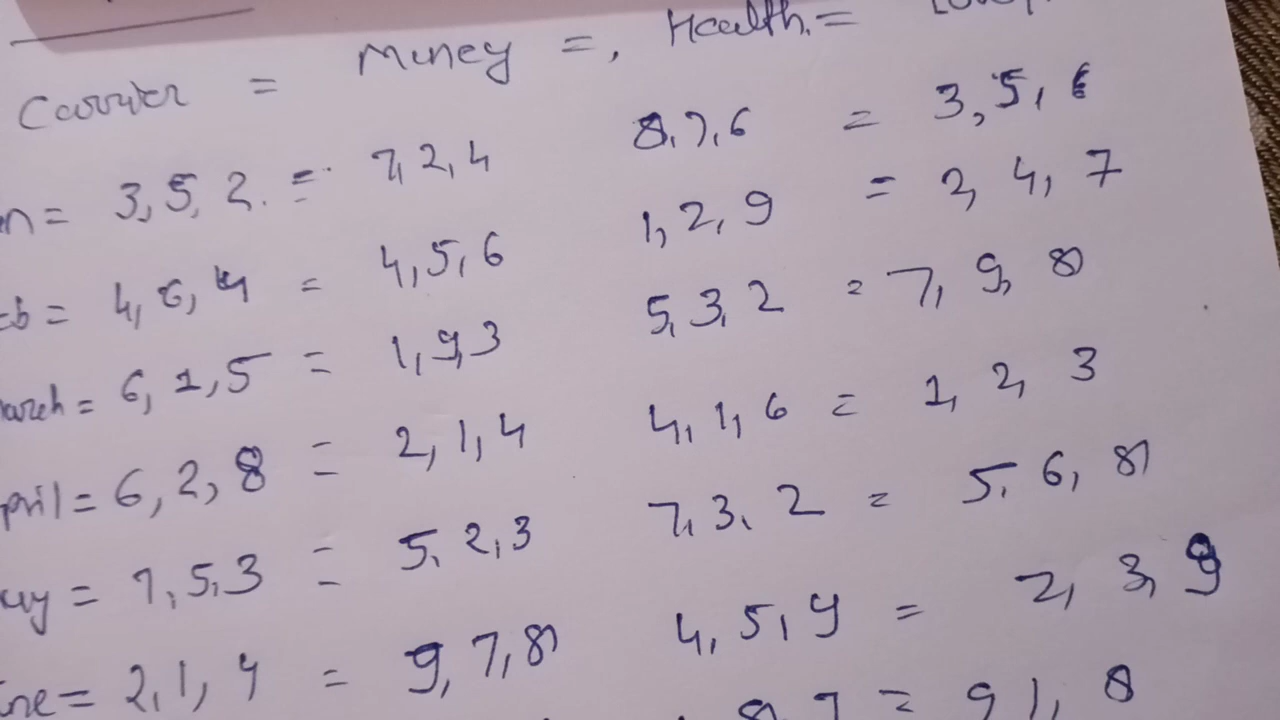 Carrier = Money =, Health. =
n = 3, 5, 2. = 7, 2, 4 8, 7, 6 = 3, 5, 6
b = 4, 6, 4 = 4, 5, 6 1, 2, 9 = 2, 4, 7
arch = 6, 1, 5 = 1, 9, 3 5, 3, 2 = 7, 9, 8
pril = 6, 2, 8 = 2, 1, 4 4, 1, 6 = 1, 2, 3
ay = 7, 5, 3 = 5, 2, 3 7, 3, 2 = 5, 6, 8
ne = 2, 1, 4 = 9, 7, 8 4, 5, 9 = 2, 3, 9
8, 7 = 9 1, 8